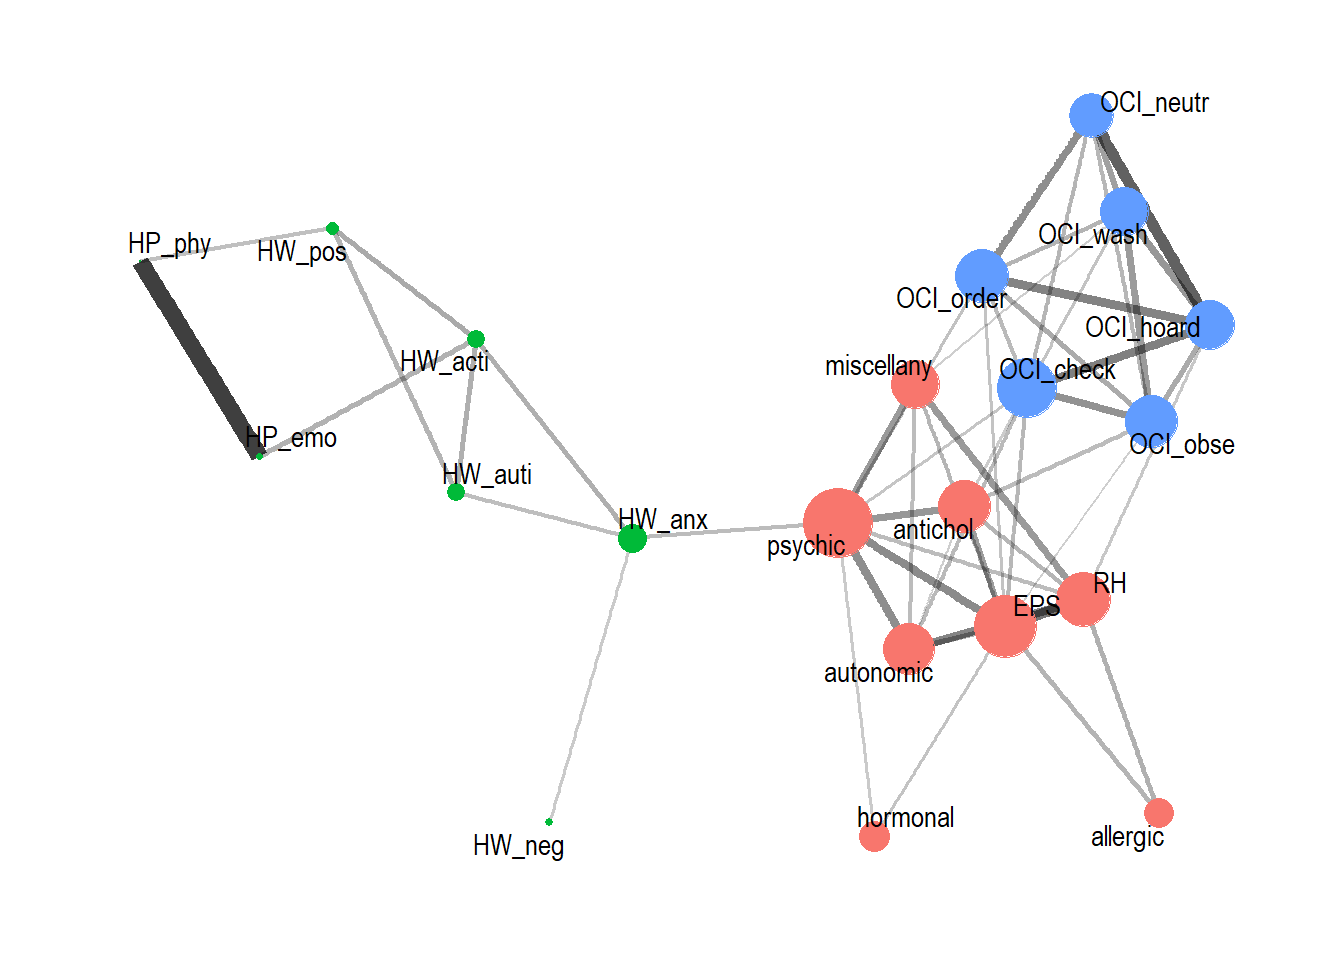 OCI_neutr
OCI_wash
HP_phy
HW_pos
OCI_order
OCI_hoard
HW_acti
miscellany
OCI_check
HP_emo
OCI_obse
HW_auti
HW_anx
antichol
psychic
RH
EPS
autonomic
hormonal
allergic
HW_neg